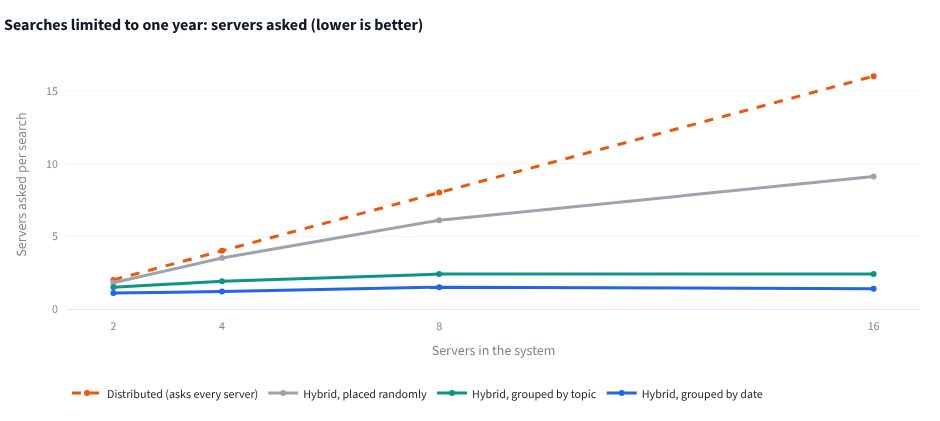 Searches limited to one year: servers asked (lower is better)
Servers asked per search
15
10
5
0
2 4 8 16
Servers in the system
Distributed (asks every server) Hybrid, placed randomly Hybrid, grouped by topic Hybrid, grouped by date